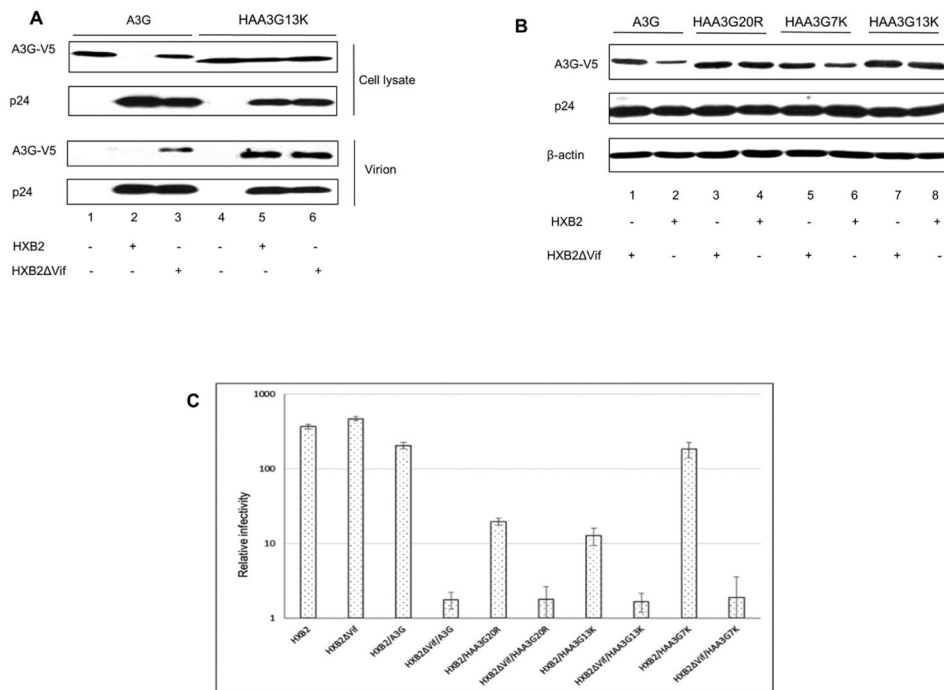 A
A3G HAA3G13K
A3G-V5
Cell lysate
p24
A3G-V5
Virion
p24
1 2 3 4 5 6
HXB2 - + - - + -
HXB2ΔVif - - + - - +
B
A3G HAA3G20R HAA3G7K HAA3G13K
A3G-V5
p24
β-actin
1 2 3 4 5 6 7 8
HXB2 - + - + - + - +
HXB2ΔVif + - + - + - + -
C
1000
100
10
1
Relative infectivity
HXB2
HXB2ΔVif
HXB2/A3G
HXB2ΔVif/A3G
HXB2/HAA3G20R
HXB2ΔVif/HAA3G20R
HXB2/HAA3G13K
HXB2ΔVif/HAA3G13K
HXB2/HAA3G7K
HXB2ΔVif/HAA3G7K